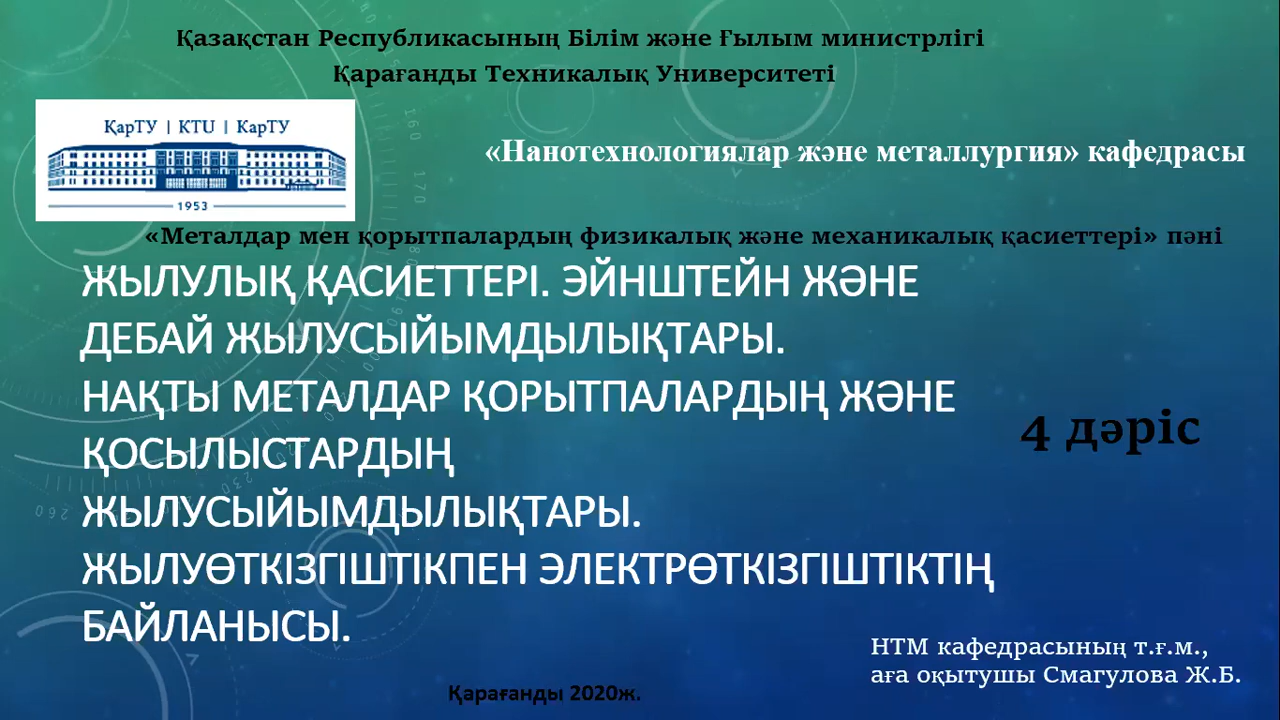 Қазақстан Республикасының Білім және Ғылым министрлігі
Қарағанды Техникалық Университеті
ҚарТУ | KTU | КарТУ
1953
«Нанотехнологиялар және металлургия» кафедрасы
«Металдар мен қорытпалардың физикалық және механикалық қасиеттері» пәні
ЖЫЛУЛЫҚ ҚАСИЕТТЕРІ. ЭЙНШТЕЙН ЖӘНЕ
ДЕБАЙ ЖЫЛУСЫЙЫМДЫЛЫҚТАРЫ.
НАҚТЫ МЕТАЛДАР ҚОРЫТПАЛАРДЫҢ ЖӘНЕ
ҚОСЫЛЫСТАРДЫҢ
ЖЫЛУСЫЙЫМДЫЛЫҚТАРЫ.
ЖЫЛУӨТКІЗГІШТІКПЕН ЭЛЕКТРӨТКІЗГІШТІКТІҢ
БАЙЛАНЫСЫ.
4 дәріс
НТМ кафедрасының т.ғ.м.,
аға оқытушы Смагулова Ж.Б.
Қарағанды 2020ж.